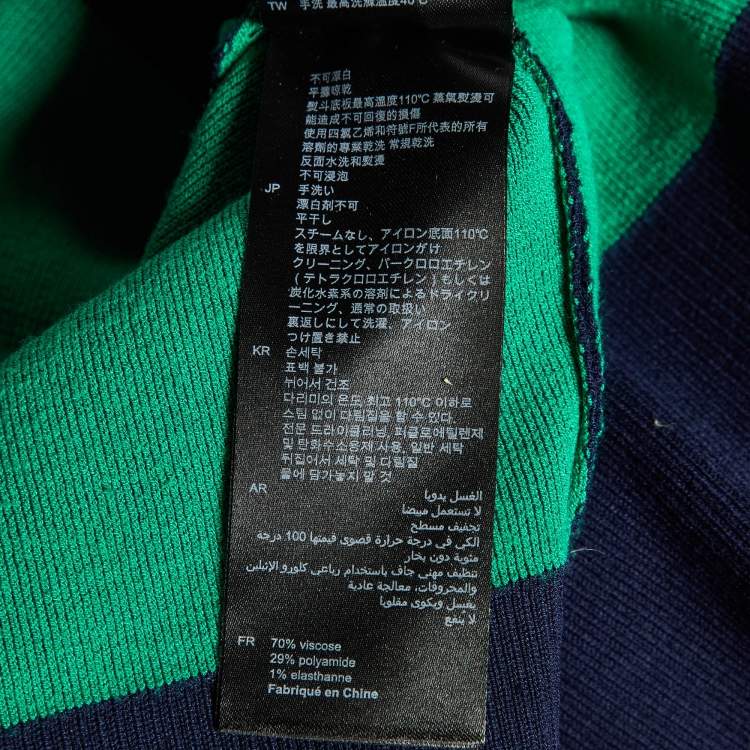 TW 手洗 最高洗滌溫度40℃
不可漂白
平攤晾乾
熨斗底板最高溫度110℃ 蒸氣熨燙可
能造成不可回復的損傷
使用四氯乙烯和符號F所代表的所有
溶劑的專業乾洗 常規乾洗
反面水洗和熨燙
不可浸泡
JP 手洗い
漂白剤不可
平干し
スチームなし、アイロン底面110℃
を限界としてアイロンがけ
クリーニング、パークロロエチレン
(テトラクロロエチレン)もしくは
炭化水素系の溶剤によるドライクリ
ーニング、通常の取扱い
裏返しにして洗濯、アイロン
つけ置き禁止
KR 손세탁
표백 불가
뉘어서 건조
다리미의 온도 최고 110℃ 이하로
스팀 없이 다림질을 할 수 있다.
전문 드라이클리닝, 퍼클로에틸렌제
및 탄화수소용제 사용, 일반 세탁
뒤집어서 세탁 및 다림질
물에 담가놓지 말 것
AR الغسل يدويا
لا تستعمل مبيضا
تجفيف مسطح
الكي في درجة حرارة قصوى قيمتها 100 درجة
مئوية دون بخار
تنظيف مهني جاف باستخدام رباعي كلورو الإثيلين
والمحروقات، معالجة عادية
يغسل ويكوى مقلوبا
لا ينقع
FR 70% viscose
29% polyamide
1% elasthanne
Fabriqué en Chine